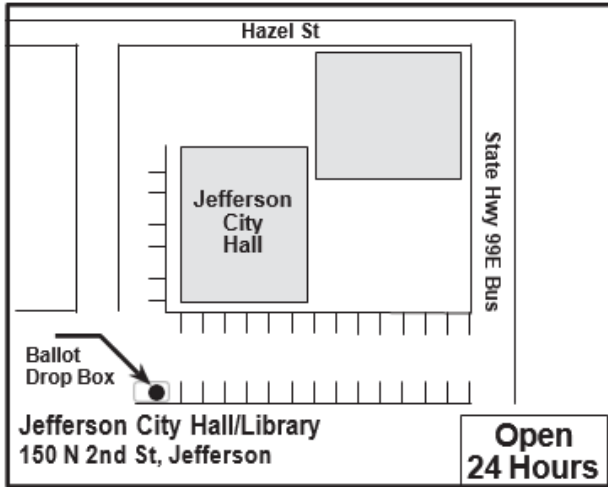 Hazel St
State Hwy 99E Bus
Jefferson
City
Hall
Ballot
Drop Box
Jefferson City Hall/Library
150 N 2nd St, Jefferson
Open
24 Hours